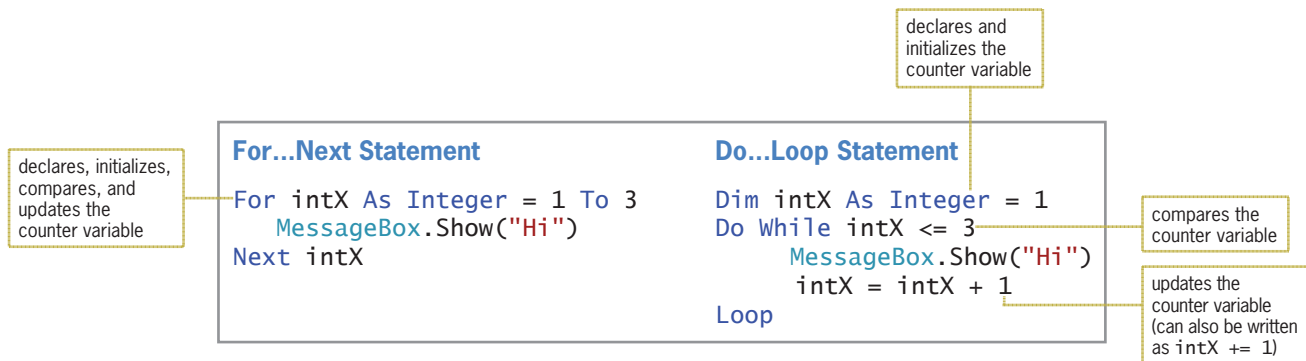 declares and
initializes the
counter variable
For...Next Statement
Do...Loop Statement
declares, initializes,
compares, and
updates the
counter variable
For intX As Integer = 1 To 3
MessageBox.Show("Hi")
Next intX
Dim intX As Integer = 1
Do While intX <= 3
MessageBox.Show("Hi")
intX = intX + 1
Loop
compares the
counter variable
updates the
counter variable
(can also be written
as intX += 1)